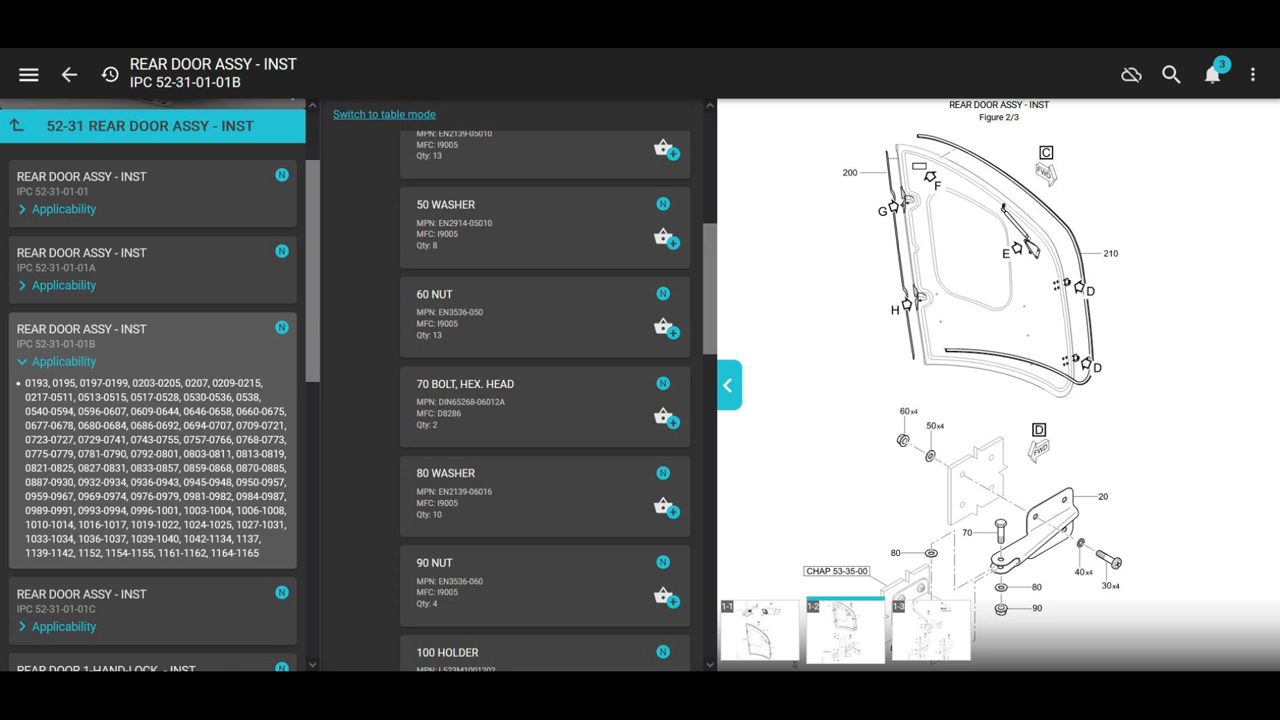 REAR DOOR ASSY - INST
IPC 52-31-01-01B
3
52-31 REAR DOOR ASSY - INST
REAR DOOR ASSY - INST
N
IPC 52-31-01-01
Applicability
REAR DOOR ASSY - INST
N
IPC 52-31-01-01A
Applicability
REAR DOOR ASSY - INST
N
IPC 52-31-01-01B
Applicability
0193, 0195, 0197-0199, 0203-0205, 0207, 0209-0215,
0217-0511, 0513-0515, 0517-0528, 0530-0536, 0538,
0540-0594, 0596-0607, 0609-0644, 0646-0658, 0660-0675,
0677-0678, 0680-0684, 0686-0692, 0694-0707, 0709-0721,
0723-0727, 0729-0741, 0743-0755, 0757-0766, 0768-0773,
0775-0779, 0781-0790, 0792-0801, 0803-0811, 0813-0819,
0821-0825, 0827-0831, 0833-0857, 0859-0868, 0870-0885,
0887-0930, 0932-0934, 0936-0943, 0945-0948, 0950-0957,
0959-0967, 0969-0974, 0976-0979, 0981-0982, 0984-0987,
0989-0991, 0993-0994, 0996-1001, 1003-1004, 1006-1008,
1010-1014, 1016-1017, 1019-1022, 1024-1025, 1027-1031,
1033-1034, 1036-1037, 1039-1040, 1042-1134, 1137,
1139-1142, 1152, 1154-1155, 1161-1162, 1164-1165
REAR DOOR ASSY - INST
N
IPC 52-31-01-01C
Applicability
REAR DOOR 1-HAND-LOCK - INST
N
Switch to table mode
MPN: EN2139-05010
MFC: I9005
Qty: 13
50 WASHER
N
MPN: EN2914-05010
MFC: I9005
Qty: 8
60 NUT
N
MPN: EN3536-050
MFC: I9005
Qty: 13
70 BOLT, HEX. HEAD
N
MPN: DIN65268-06012A
MFC: D8286
Qty: 2
80 WASHER
N
MPN: EN2139-06016
MFC: I9005
Qty: 10
90 NUT
N
MPN: EN3536-060
MFC: I9005
Qty: 4
100 HOLDER
N
MPN: L523M1001202
REAR DOOR ASSY - INST
Figure 2/3
C
FWD
200
F
G
E
210
D
H
D
60x4
50x4
D
FWD
20
70
80
40x4
CHAP 53-35-00
30x4
80
90
1-1
1-2
1-3